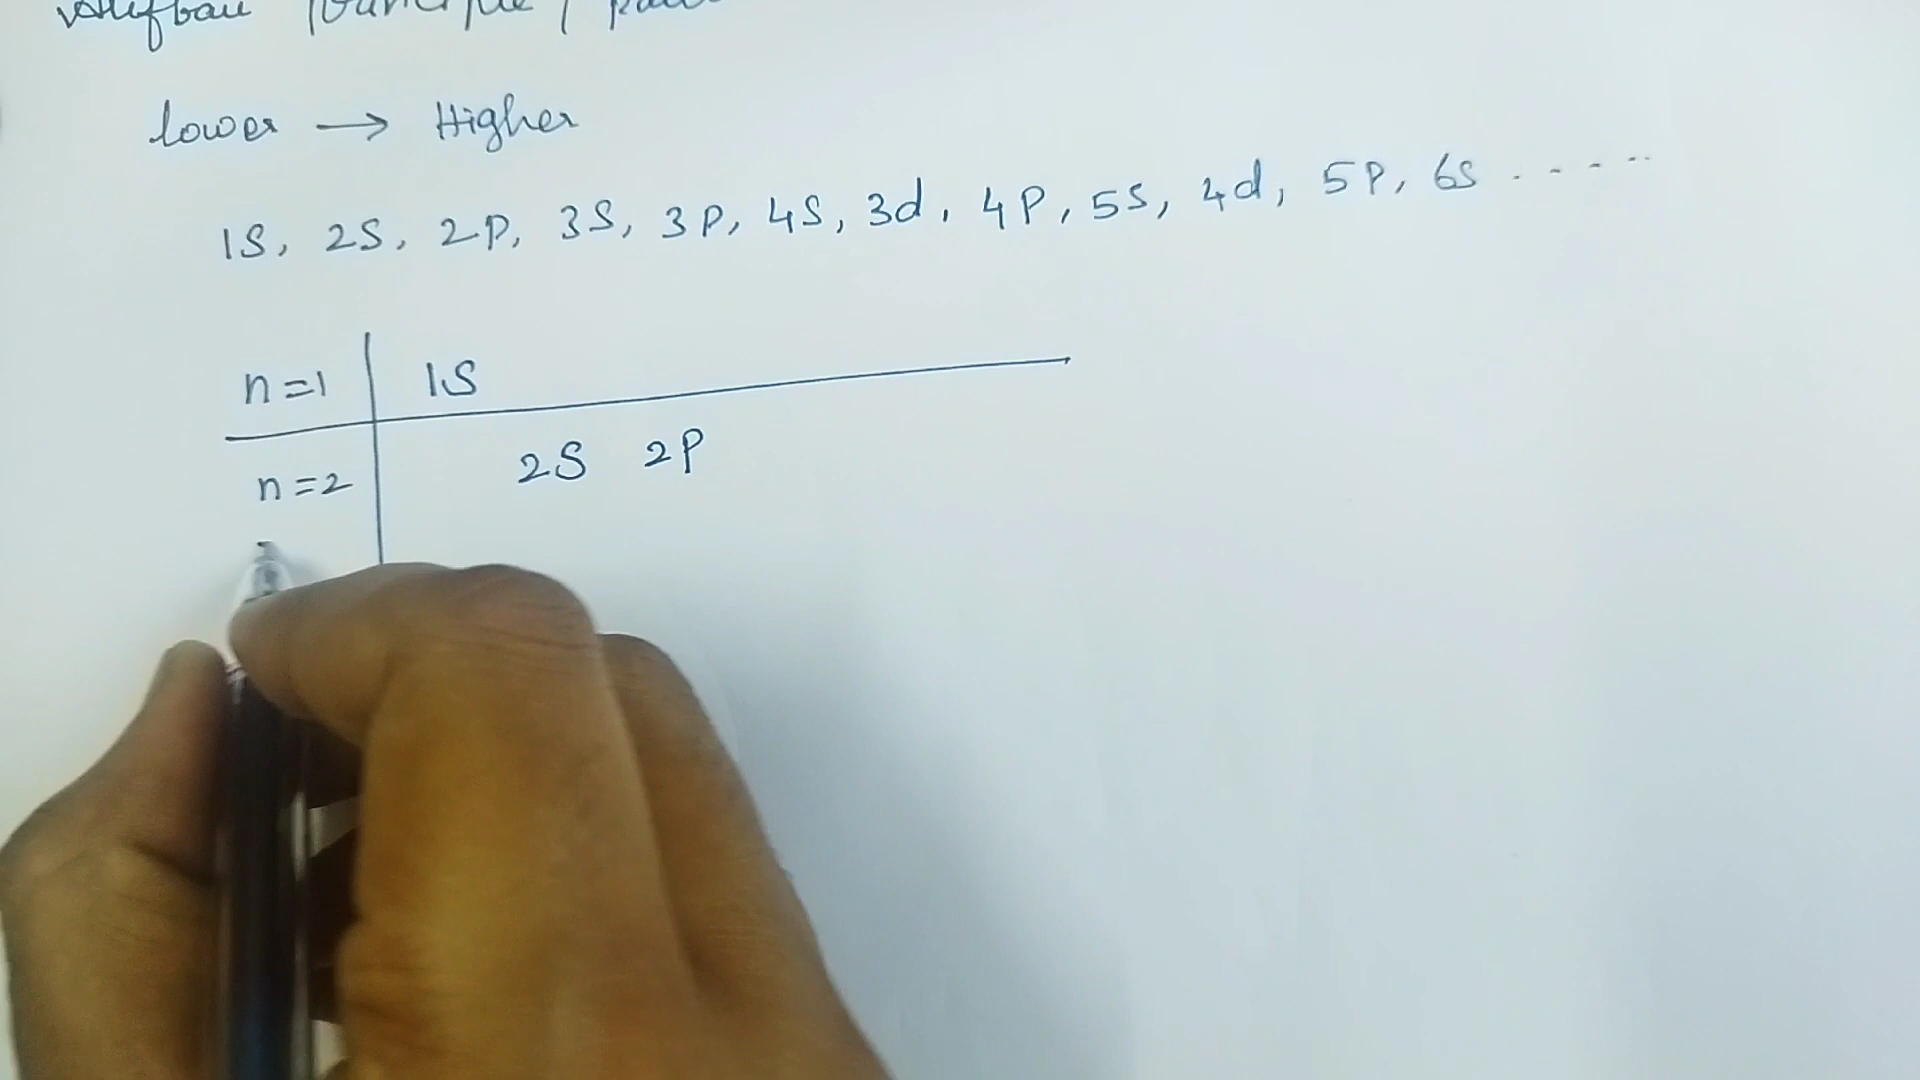 lower → Higher
1S, 2S, 2P, 3S, 3P, 4S, 3d, 4P, 5S, 4d, 5P, 6S .....
n=1 1S
n=2 2S 2P